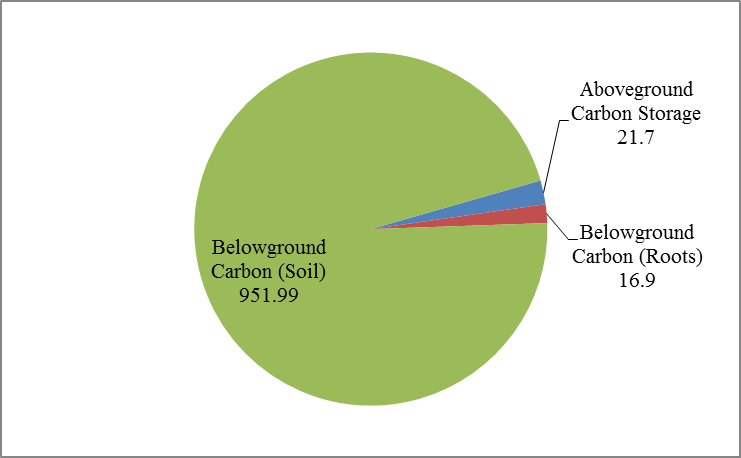 Aboveground
Carbon Storage
21.7
Belowground
Carbon (Roots)
16.9
Belowground
Carbon (Soil)
951.99